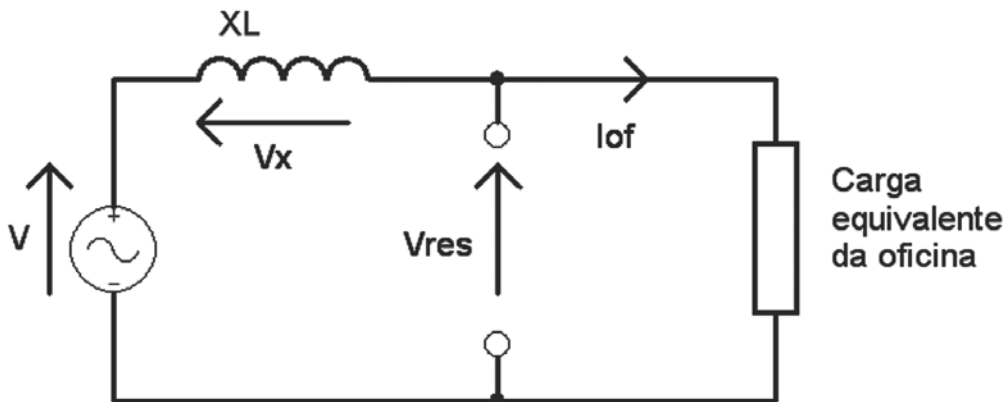 XL
Vx
Iof
V
+
-
Vres
Carga
equivalente
da oficina